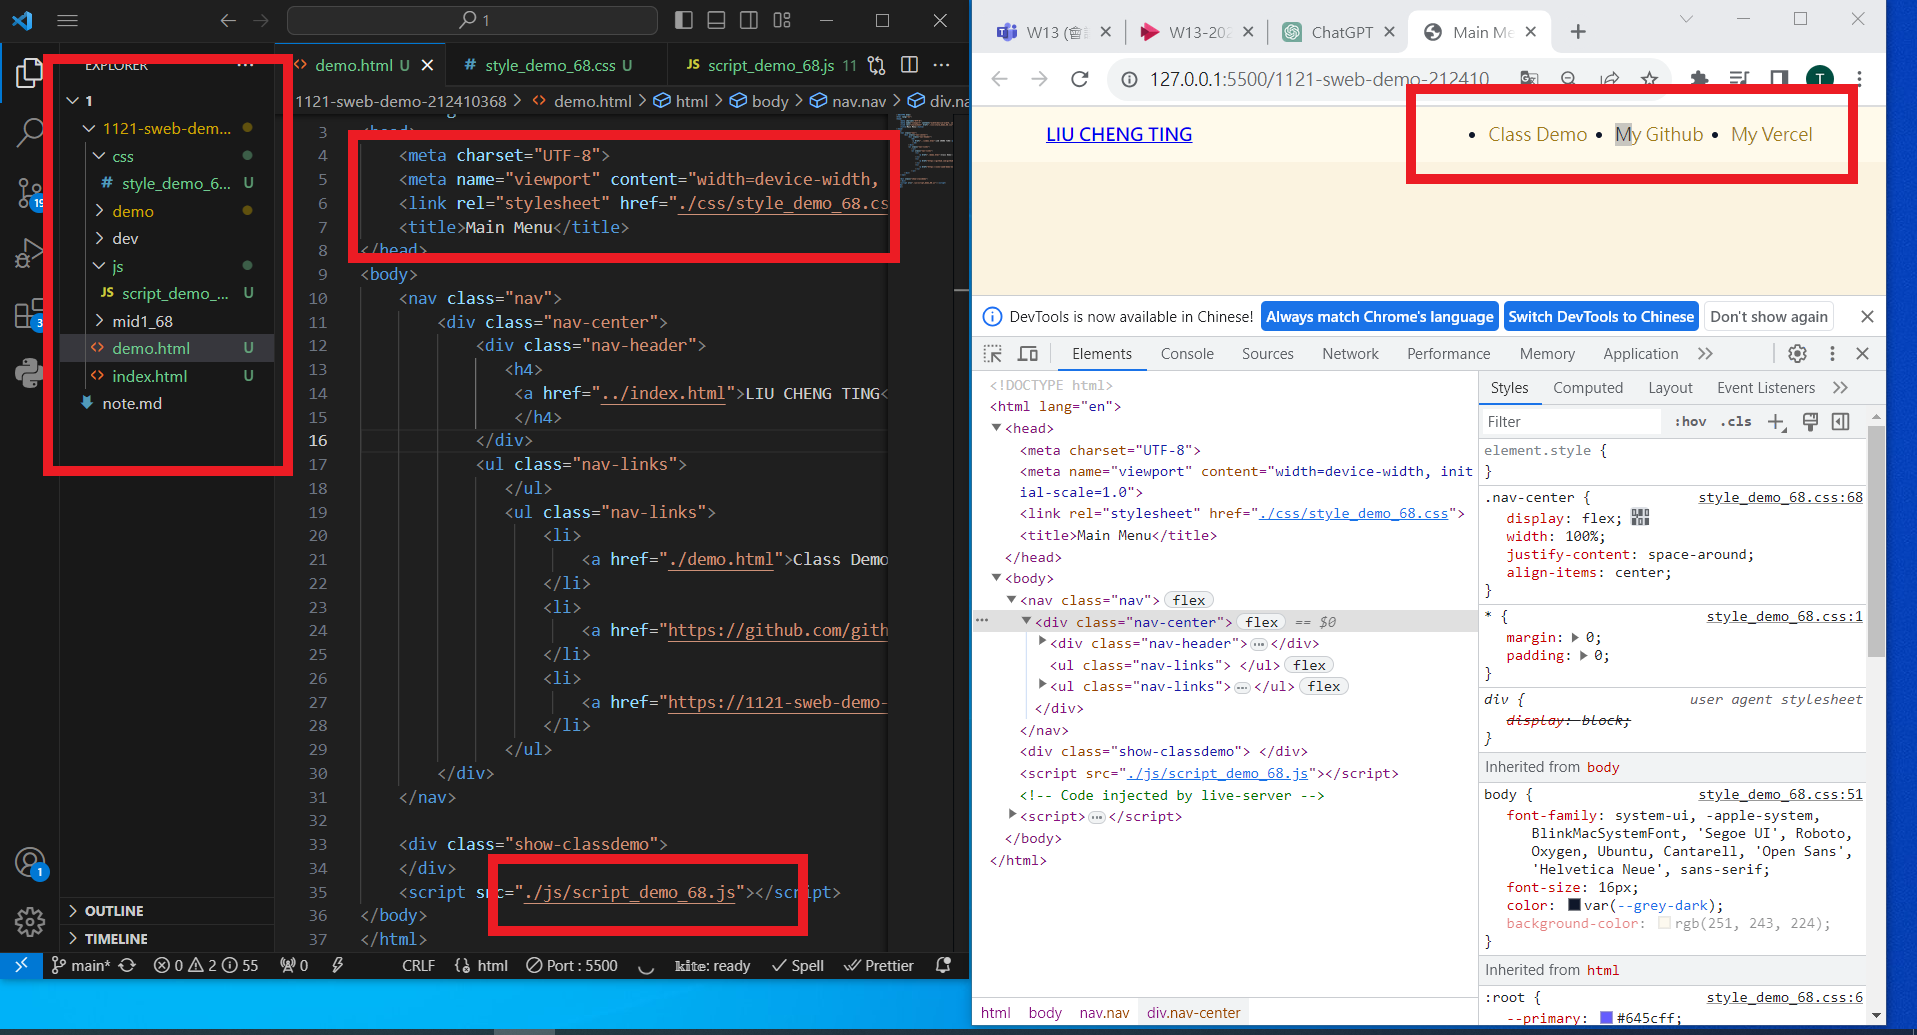 1
EXPLORER
1
1121-sweb-dem...
css
style_demo_6... U
demo
dev
js
JS script_demo_... U
mid1_68
demo.html U
index.html U
note.md
OUTLINE
TIMELINE
19
3
1
demo.html U
# style_demo_68.css U
JS script_demo_68.js 11
1121-sweb-demo-212410368 > demo.html > html > body > nav.nav > div.na
3 <head>
4 <meta charset="UTF-8">
5 <meta name="viewport" content="width=device-width,
6 <link rel="stylesheet" href="./css/style_demo_68.cs
7 <title>Main Menu</title>
8 </head>
9 <body>
10 <nav class="nav">
11 <div class="nav-center">
12 <div class="nav-header">
13 <h4>
14 <a href="../index.html">LIU CHENG TING<
15 </h4>
16 </div>
17 <ul class="nav-links">
18 </ul>
19 <ul class="nav-links">
20 <li>
21 <a href="./demo.html">Class Demo
22 </li>
23 <li>
24 <a href="https://github.com/gith
25 </li>
26 <li>
27 <a href="https://1121-sweb-demo-
28 </li>
29 </ul>
30 </div>
31 </nav>
32
33 <div class="show-classdemo">
34 </div>
35 <script src="./js/script_demo_68.js"></script>
36 </body>
37 </html>
main* 0 2 55 0 CRLF html Port : 5500 kite: ready Spell Prettier
W13 (會
W13-202
ChatGPT
Main Me
127.0.0.1:5500/1121-sweb-demo-212410
T
LIU CHENG TING
• Class Demo • My Github • My Vercel
DevTools is now available in Chinese! Always match Chrome's language Switch DevTools to Chinese Don't show again
Elements Console Sources Network Performance Memory Application
<!DOCTYPE html>
<html lang="en">
<head>
<meta charset="UTF-8">
<meta name="viewport" content="width=device-width, init
ial-scale=1.0">
<link rel="stylesheet" href="./css/style_demo_68.css">
<title>Main Menu</title>
</head>
<body>
<nav class="nav"> flex
<div class="nav-center"> flex == $0
<div class="nav-header"> … </div>
<ul class="nav-links"> </ul> flex
<ul class="nav-links"> … </ul> flex
</div>
</nav>
<div class="show-classdemo"> </div>
<script src="./js/script_demo_68.js"></script>
<!-- Code injected by live-server -->
<script> … </script>
</body>
</html>
html body nav.nav div.nav-center
Styles Computed Layout Event Listeners
Filter :hov .cls
element.style {
}
.nav-center { style_demo_68.css:68
display: flex;
width: 100%;
justify-content: space-around;
align-items: center;
}
* { style_demo_68.css:1
margin: 0;
padding: 0;
}
div { user agent stylesheet
display: block;
}
Inherited from body
body { style_demo_68.css:51
font-family: system-ui, -apple-system,
BlinkMacSystemFont, 'Segoe UI', Roboto,
Oxygen, Ubuntu, Cantarell, 'Open Sans',
'Helvetica Neue', sans-serif;
font-size: 16px;
color: var(--grey-dark);
background-color: rgb(251, 243, 224);
}
Inherited from html
:root { style_demo_68.css:6
--primary: #645cff;